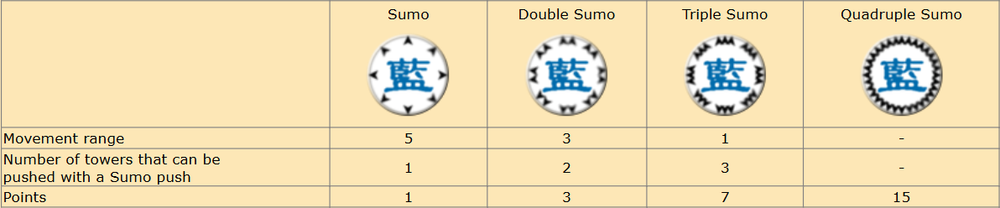 Sumo Double Sumo Triple Sumo Quadruple Sumo
藍 藍 藍 藍
Movement range 5 3 1 -
Number of towers that can be
pushed with a Sumo push 1 2 3 -
Points 1 3 7 15